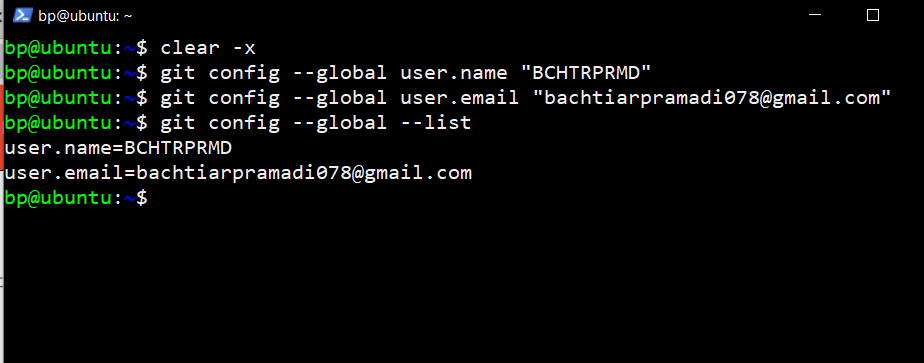 bp@ubuntu: ~
bp@ubuntu:~$ clear -x
bp@ubuntu:~$ git config --global user.name "BCHTRPRMD"
bp@ubuntu:~$ git config --global user.email "bachtiarpramadi078@gmail.com"
bp@ubuntu:~$ git config --global --list
user.name=BCHTRPRMD
user.email=bachtiarpramadi078@gmail.com
bp@ubuntu:~$